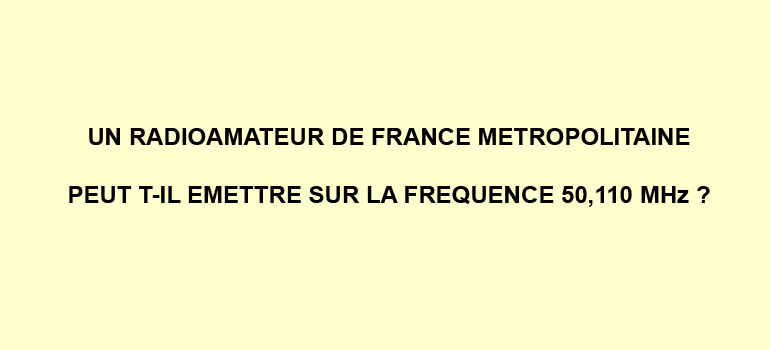 UN RADIOAMATEUR DE FRANCE METROPOLITAINE
PEUT T-IL EMETTRE SUR LA FREQUENCE 50,110 MHz ?